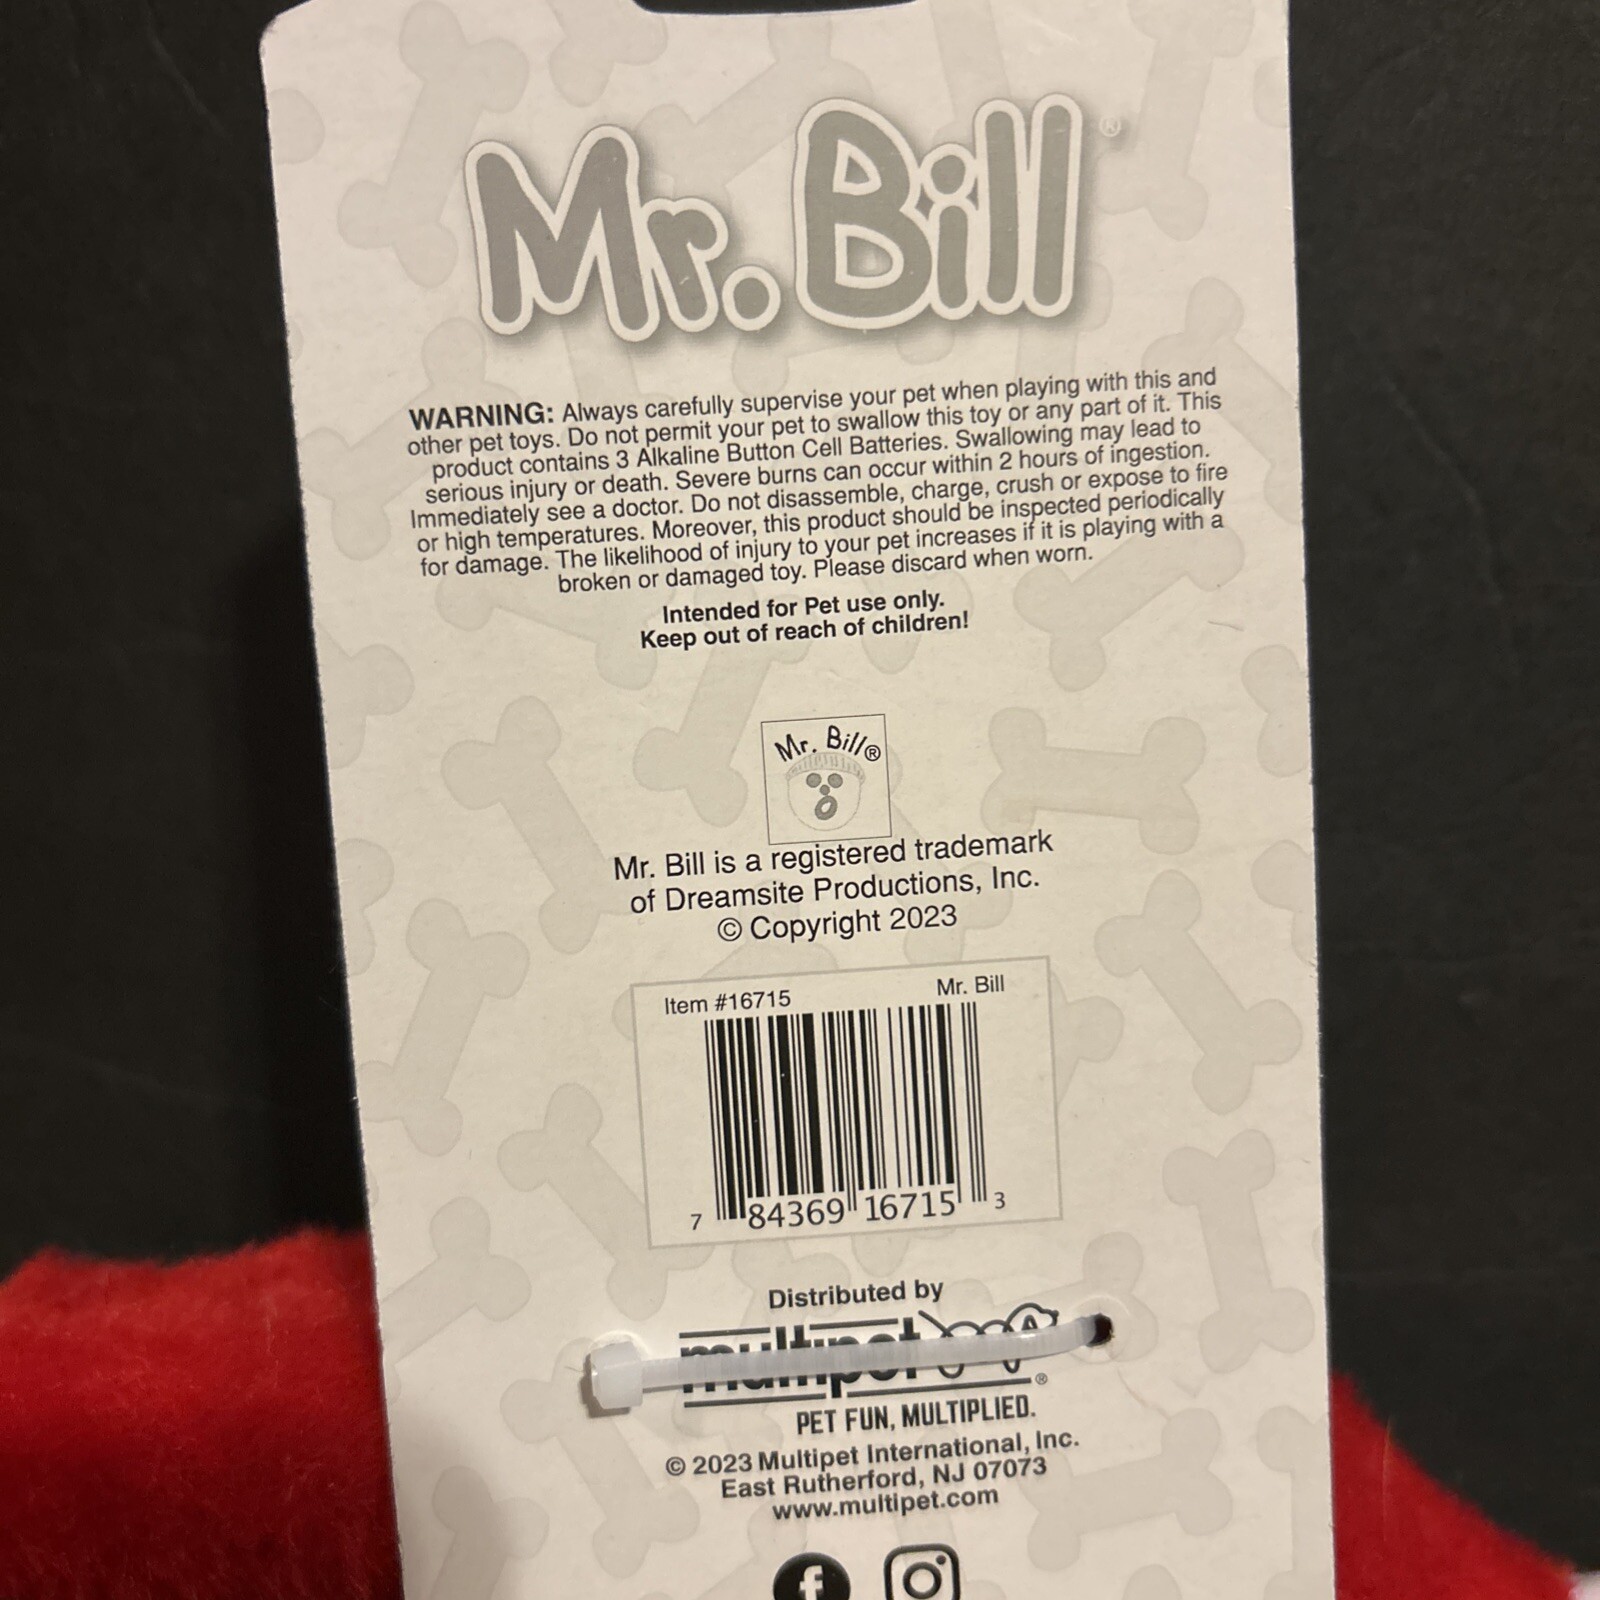 Mr. Bill®
WARNING: Always carefully supervise your pet when playing with this and
other pet toys. Do not permit your pet to swallow this toy or any part of it. This
product contains 3 Alkaline Button Cell Batteries. Swallowing may lead to
serious injury or death. Severe burns can occur within 2 hours of ingestion.
Immediately see a doctor. Do not disassemble, charge, crush or expose to fire
or high temperatures. Moreover, this product should be inspected periodically
for damage. The likelihood of injury to your pet increases if it is playing with a
broken or damaged toy. Please discard when worn.
Intended for Pet use only.
Keep out of reach of children!
Mr. Bill®
Mr. Bill is a registered trademark
of Dreamsite Productions, Inc.
© Copyright 2023
Item #16715 Mr. Bill
7 84369 16715 3
Distributed by
multipet®
PET FUN, MULTIPLIED.
© 2023 Multipet International, Inc.
East Rutherford, NJ 07073
www.multipet.com